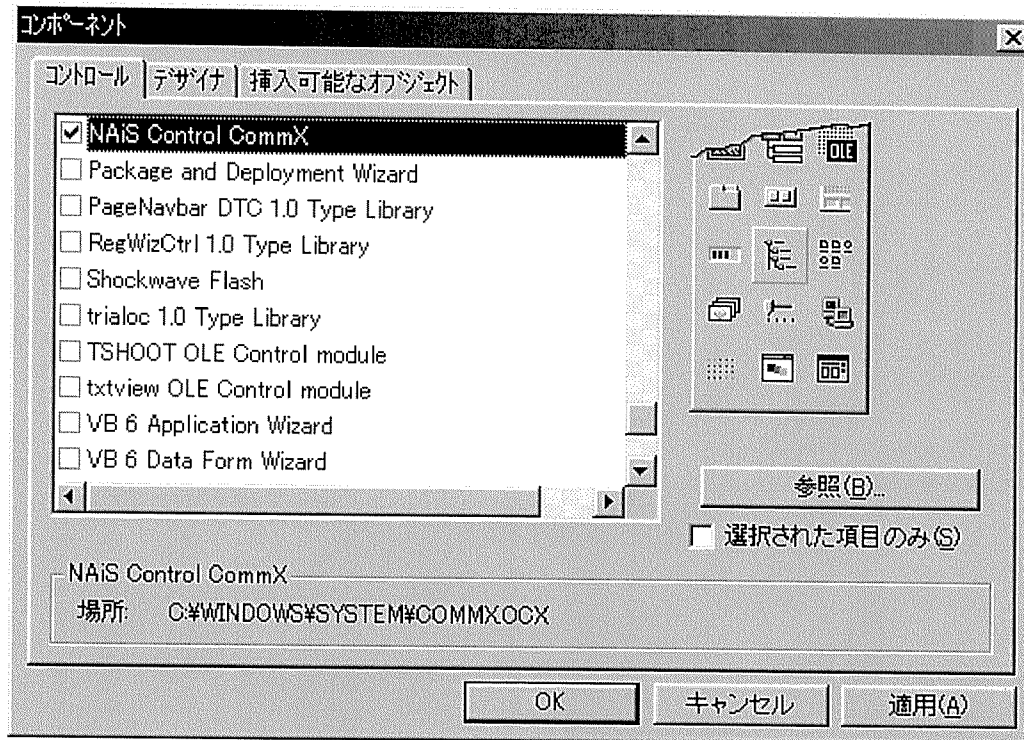 コンポーネント
コントロール デザイナ 挿入可能なオブジェクト
NAiS Control CommX
Package and Deployment Wizard
PageNavbar DTC 1.0 Type Library
RegWizCtrl 1.0 Type Library
Shockwave Flash
trialoc 1.0 Type Library
TSHOOT OLE Control module
txtview OLE Control module
VB 6 Application Wizard
VB 6 Data Form Wizard
OLE
参照(B)...
選択された項目のみ(S)
NAiS Control CommX
場所: C:¥WINDOWS¥SYSTEM¥COMMX.OCX
OK キャンセル 適用(A)